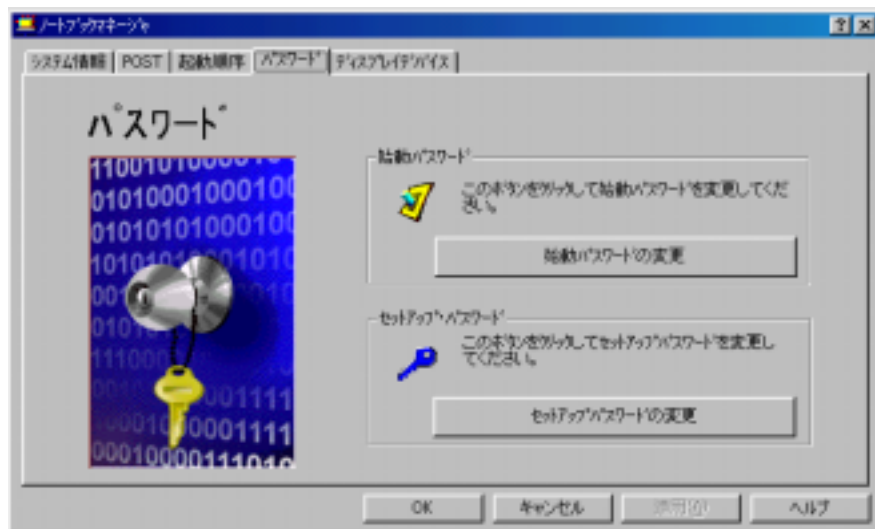 ﾉｰﾄﾌﾞｯｸﾏﾈｰｼﾞｬ
システム情報
POST
起動順序
ﾊﾟｽﾜｰﾄﾞ
ﾃﾞｨｽﾌﾟﾚｲﾃﾞﾊﾞｲｽ
ﾊﾟｽﾜｰﾄﾞ
始動ﾊﾟｽﾜｰﾄﾞ
このﾎﾞﾀﾝをｸﾘｯｸして始動ﾊﾟｽﾜｰﾄﾞを変更してくだ
さい。
始動ﾊﾟｽﾜｰﾄﾞの変更
ｾｯﾄｱｯﾌﾟ･ﾊﾟｽﾜｰﾄﾞ
このﾎﾞﾀﾝをｸﾘｯｸしてｾｯﾄｱｯﾌﾟﾊﾟｽﾜｰﾄﾞを変更し
てください。
ｾｯﾄｱｯﾌﾟﾊﾟｽﾜｰﾄﾞの変更
01010001000100
01010101000100
OK
キャンセル
適用(A)
ヘルプ